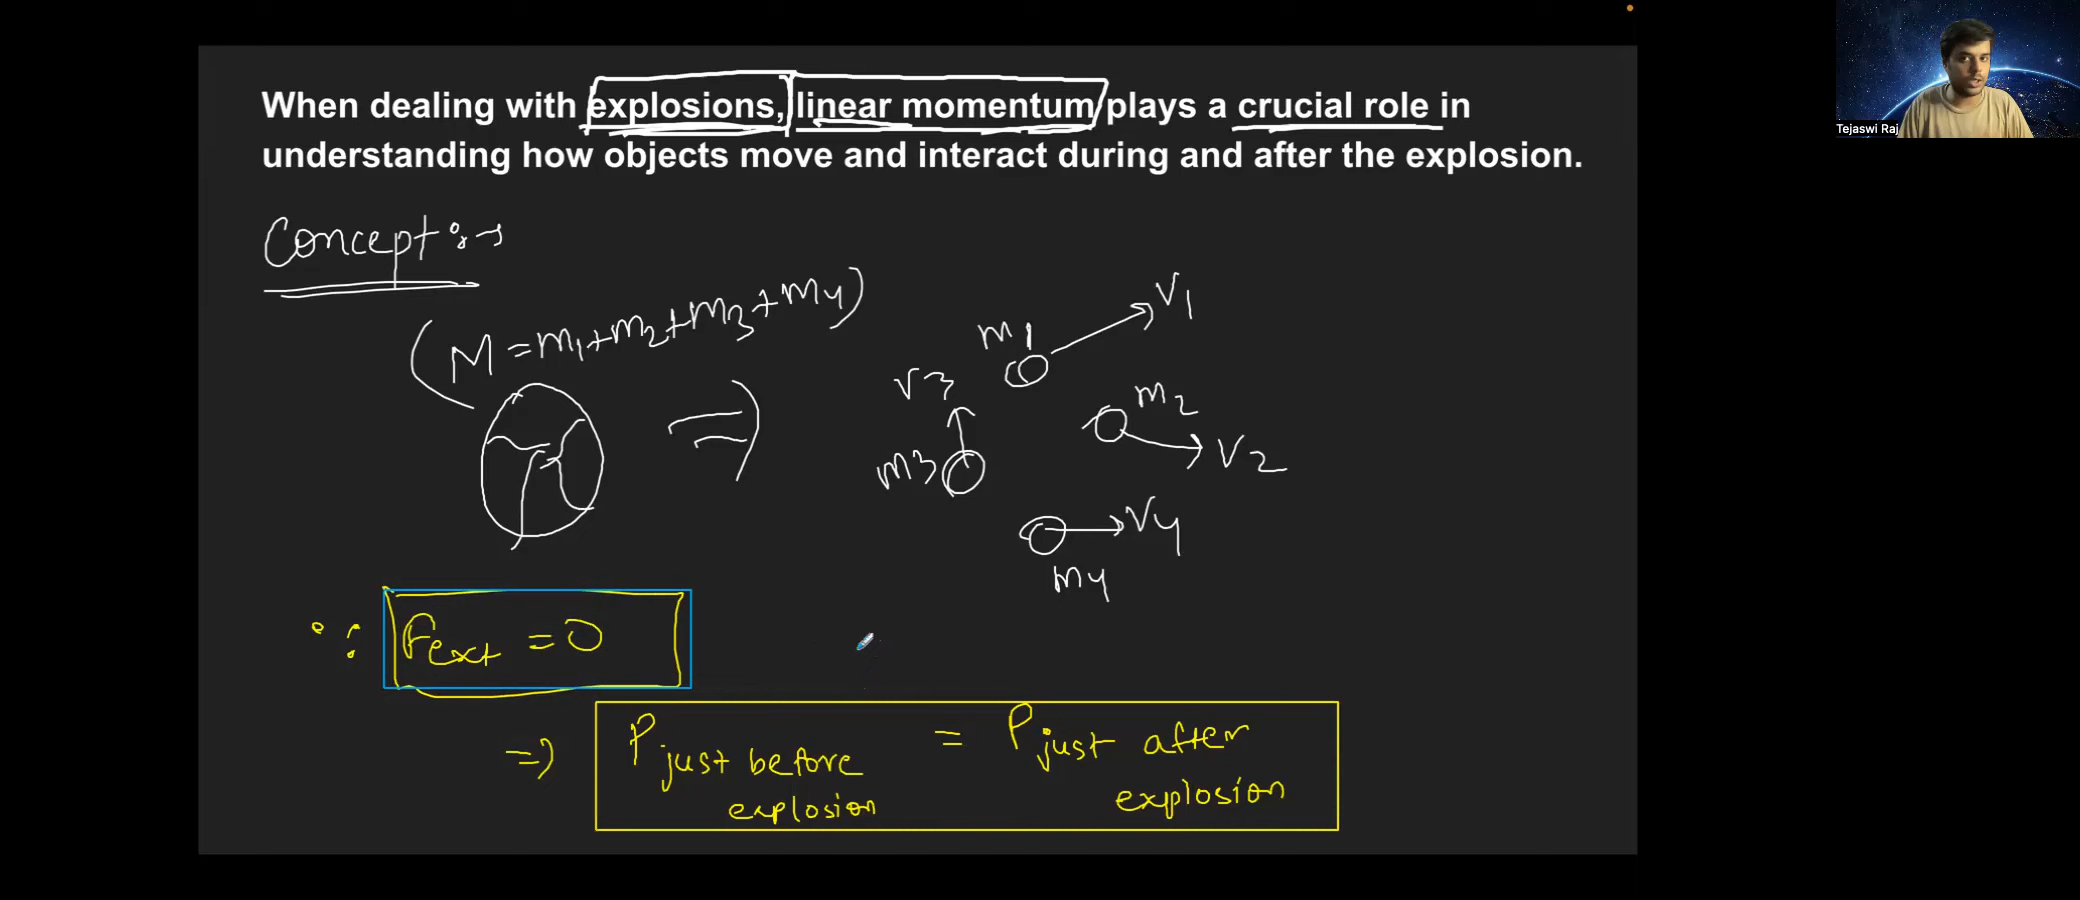 When dealing with explosions, linear momentum plays a crucial role in
understanding how objects move and interact during and after the explosion.
Tejaswi Raj
Concept :→
(M = m1 + m2 + m3 + m4)
⇒
m1
V1
m2
V2
V3
m3
V4
m4
∵ Fext = 0
⇒ P just before explosion = P just after explosion